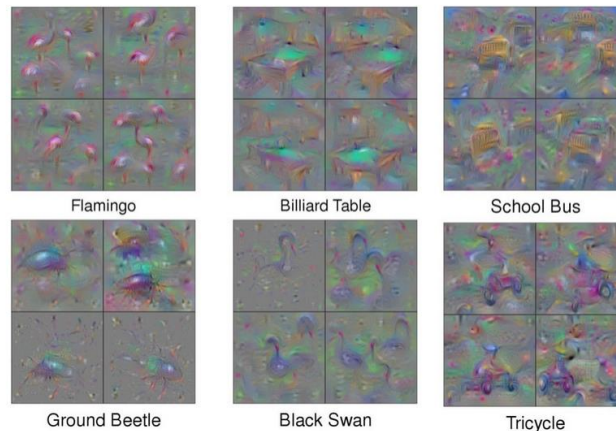 Flamingo
Billiard Table
School Bus
Ground Beetle
Black Swan
Tricycle